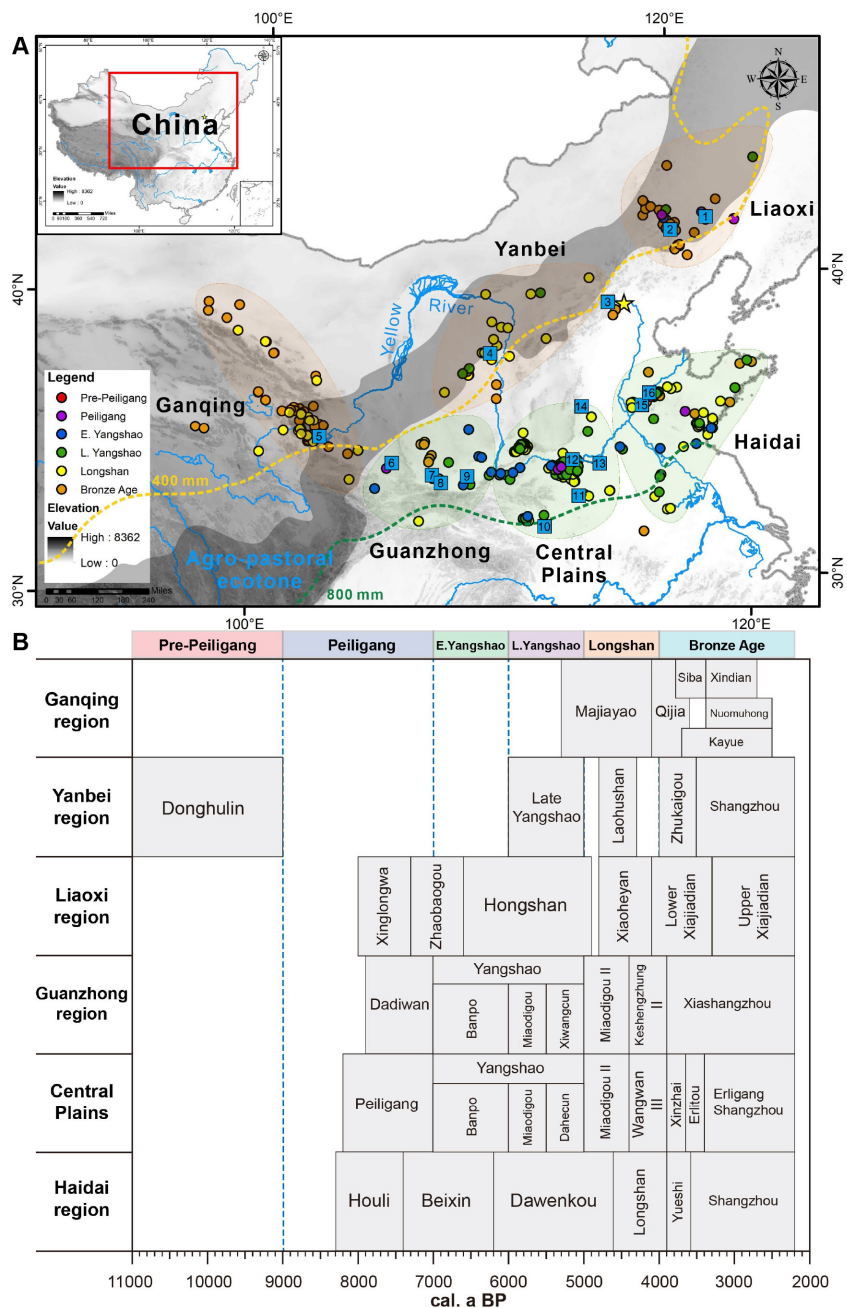 A
100°E
120°E
China
Elevation
Value
High : 8362
Low : 0
Miles
N
W
E
S
Liaoxi
Yanbei
40°N
40°N
Yellow
River
Ganqing
Haidai
Guanzhong
Central
Plains
Agro-pastoral
ecotone
400 mm
800 mm
1
2
3
4
5
6
7
8
9
10
11
12
13
14
15
16
Legend
Pre-Peiligang
Peiligang
E. Yangshao
L. Yangshao
Longshan
Bronze Age
Elevation
Value
High : 8362
Low : 0
Miles
0 30 60 120 180 240
30°N
30°N
100°E
120°E
B
Pre-Peiligang
Peiligang
E.Yangshao
L.Yangshao
Longshan
Bronze Age
Ganqing
region
Majiayao
Qijia
Siba
Xindian
Nuomuhong
Kayue
Yanbei
region
Donghulin
Late
Yangshao
Laohushan
Zhukaigou
Shangzhou
Liaoxi
region
Xinglongwa
Zhaobaogou
Hongshan
Xiaoheyan
Lower
Xiajiadian
Upper
Xiajiadian
Guanzhong
region
Dadiwan
Yangshao
Banpo
Miaodigou
Xiwangcun
Miaodigou II
Keshengzhung
II
Xiashangzhou
Central
Plains
Peiligang
Yangshao
Banpo
Miaodigou
Dahecun
Miaodigou II
Wangwan
III
Xinzhai
Erlitou
Erligang
Shangzhou
Haidai
region
Houli
Beixin
Dawenkou
Longshan
Yueshi
Shangzhou
11000 10000 9000 8000 7000 6000 5000 4000 3000 2000
cal. a BP